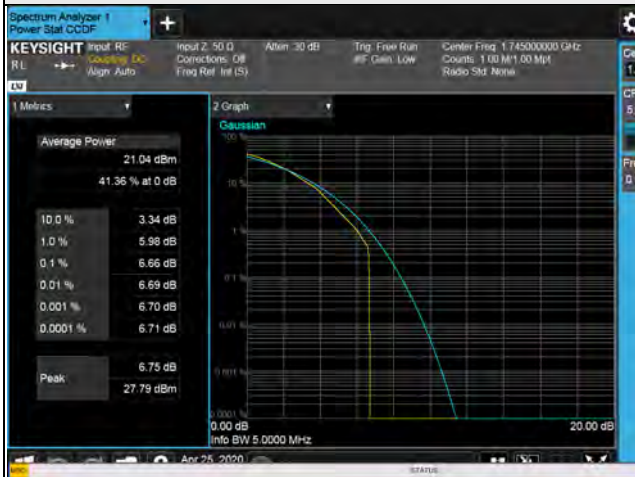 Spectrum Analyzer 1
Power Stat CCDF
+
KEYSIGHT Input: RF Input Z: 50 Ω Atten: 30 dB Trig: Free Run Center Freq: 1.745000000 GHz
RL Coupling: DC Corrections: Off #IF Gain: Low Counts: 1.00 M/1.00 Mpt
Align: Auto Freq Ref: Int (S) Radio Std: None
1 Metrics 2 Graph
Gaussian
Average Power
21.04 dBm
41.36 % at 0 dB
10.0 % 3.34 dB
1.0 % 5.98 dB
0.1 % 6.66 dB
0.01 % 6.69 dB
0.001 % 6.70 dB
0.0001 % 6.71 dB
Peak 6.75 dB
27.79 dBm
100 %
10 %
1 %
0.1 %
0.01 %
0.001 %
0.0001 %
0.00 dB 20.00 dB
Info BW 5.0000 MHz
Apr 25, 2020
MSG STATUS